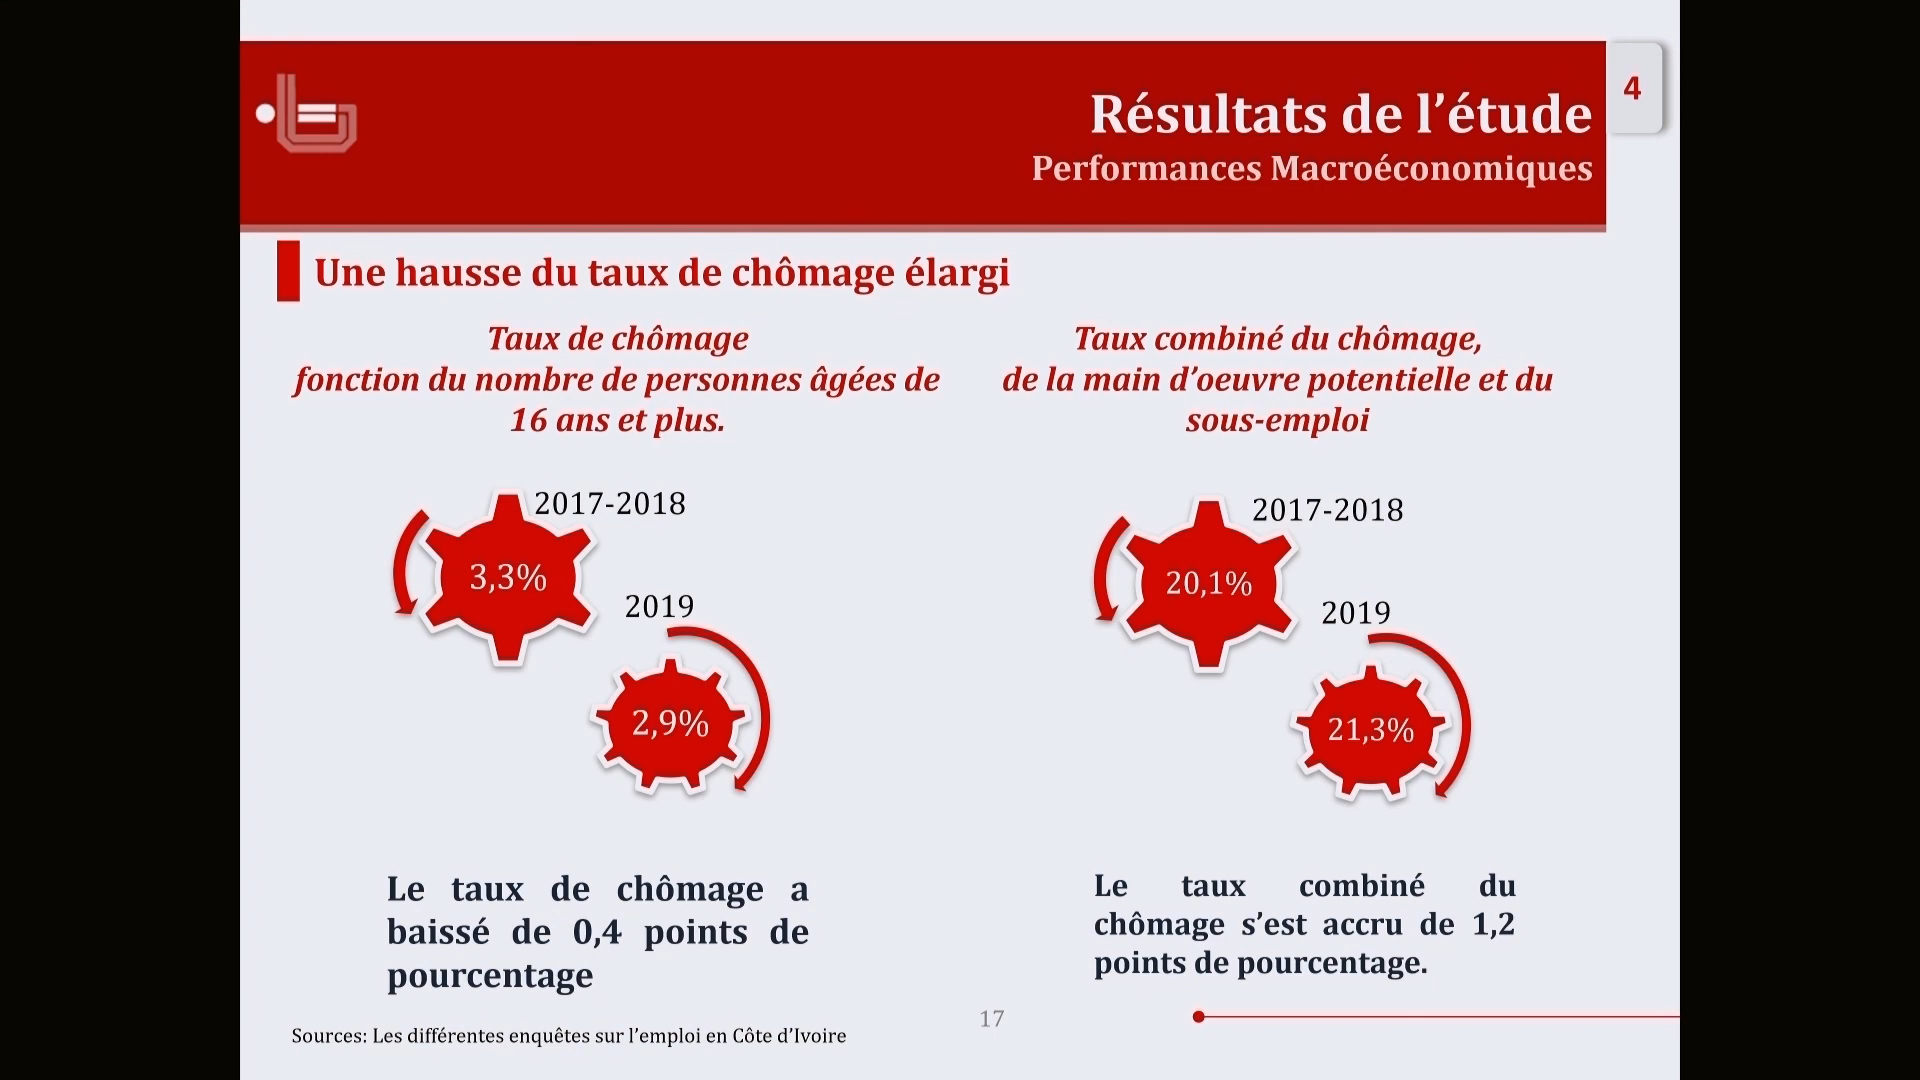 4
Résultats de l’étude
Performances Macroéconomiques
Une hausse du taux de chômage élargi
Taux de chômage
fonction du nombre de personnes âgées de
16 ans et plus.
2017-2018
3,3%
2019
2,9%
Le taux de chômage a
baissé de 0,4 points de
pourcentage
Taux combiné du chômage,
de la main d’oeuvre potentielle et du
sous-emploi
2017-2018
20,1%
2019
21,3%
Le taux combiné du
chômage s’est accru de 1,2
points de pourcentage.
Sources: Les différentes enquêtes sur l’emploi en Côte d’Ivoire
17